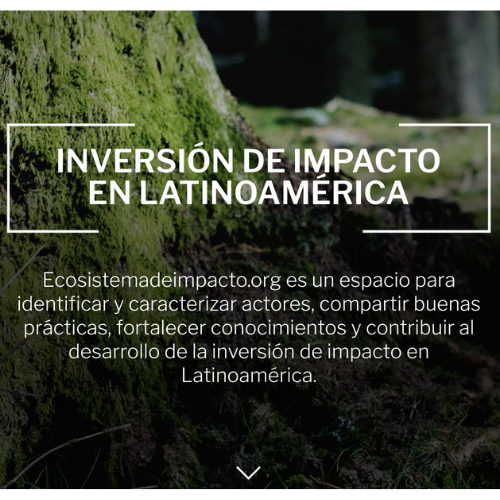 INVERSIÓN DE IMPACTO
EN LATINOAMÉRICA
Ecosistemadeimpacto.org es un espacio para
identificar y caracterizar actores, compartir buenas
prácticas, fortalecer conocimientos y contribuir al
desarrollo de la inversión de impacto en
Latinoamérica.